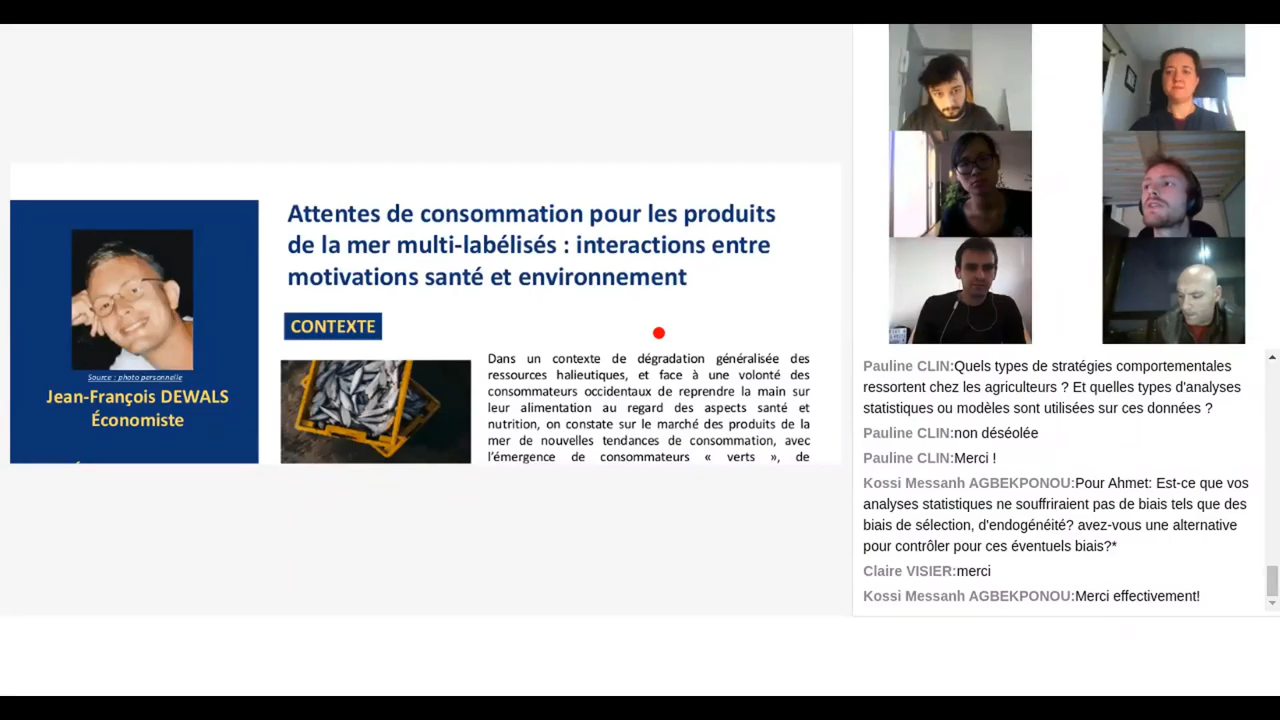 Attentes de consommation pour les produits
de la mer multi-labélisés : interactions entre
motivations santé et environnement
CONTEXTE
Source : photo personnelle
Jean-François DEWALS
Économiste
Dans un contexte de dégradation généralisée des
ressources halieutiques, et face à une volonté des
consommateurs occidentaux de reprendre la main sur
leur alimentation au regard des aspects santé et
nutrition, on constate sur le marché des produits de la
mer de nouvelles tendances de consommation, avec
l'émergence de consommateurs « verts », de
Pauline CLIN:Quels types de stratégies comportementales
ressortent chez les agriculteurs ? Et quelles types d'analyses
statistiques ou modèles sont utilisées sur ces données ?
Pauline CLIN:non déséolée
Pauline CLIN:Merci !
Kossi Messanh AGBEKPONOU:Pour Ahmet: Est-ce que vos
analyses statistiques ne souffriraient pas de biais tels que des
biais de sélection, d'endogénéité? avez-vous une alternative
pour contrôler pour ces éventuels biais?*
Claire VISIER:merci
Kossi Messanh AGBEKPONOU:Merci effectivement!